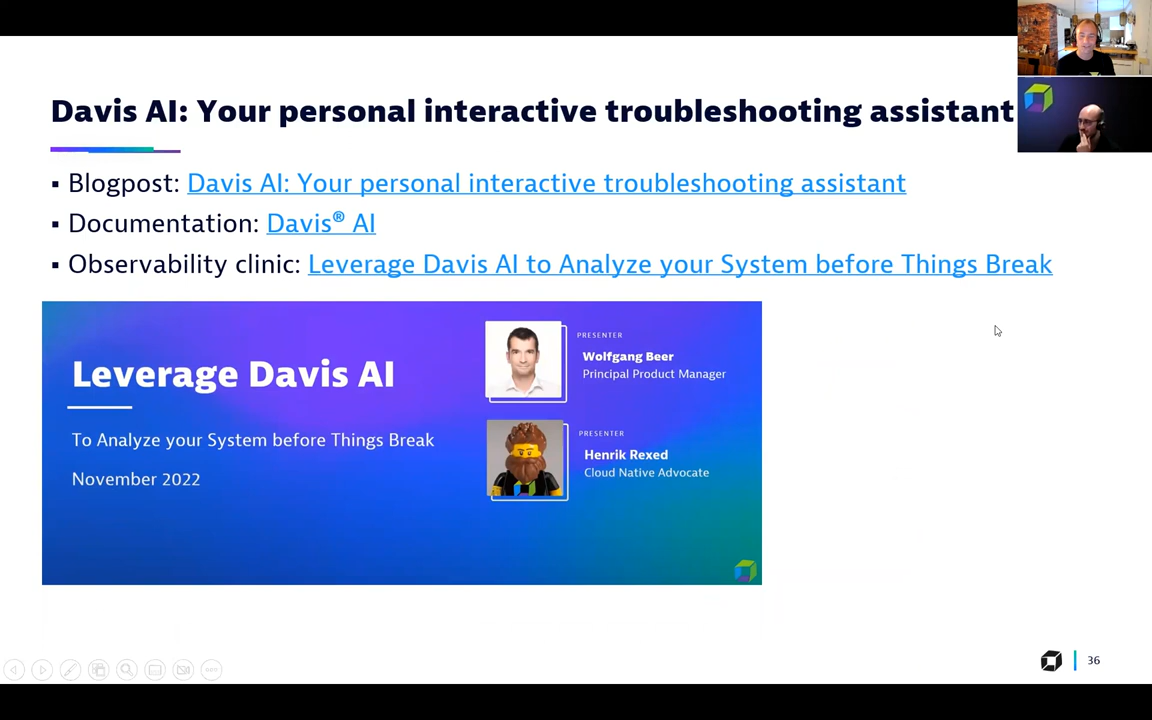 Davis AI: Your personal interactive troubleshooting assistant
▪ Blogpost: Davis AI: Your personal interactive troubleshooting assistant
▪ Documentation: Davis® AI
▪ Observability clinic: Leverage Davis AI to Analyze your System before Things Break
Leverage Davis AI
To Analyze your System before Things Break
November 2022
PRESENTER
Wolfgang Beer
Principal Product Manager
PRESENTER
Henrik Rexed
Cloud Native Advocate
36